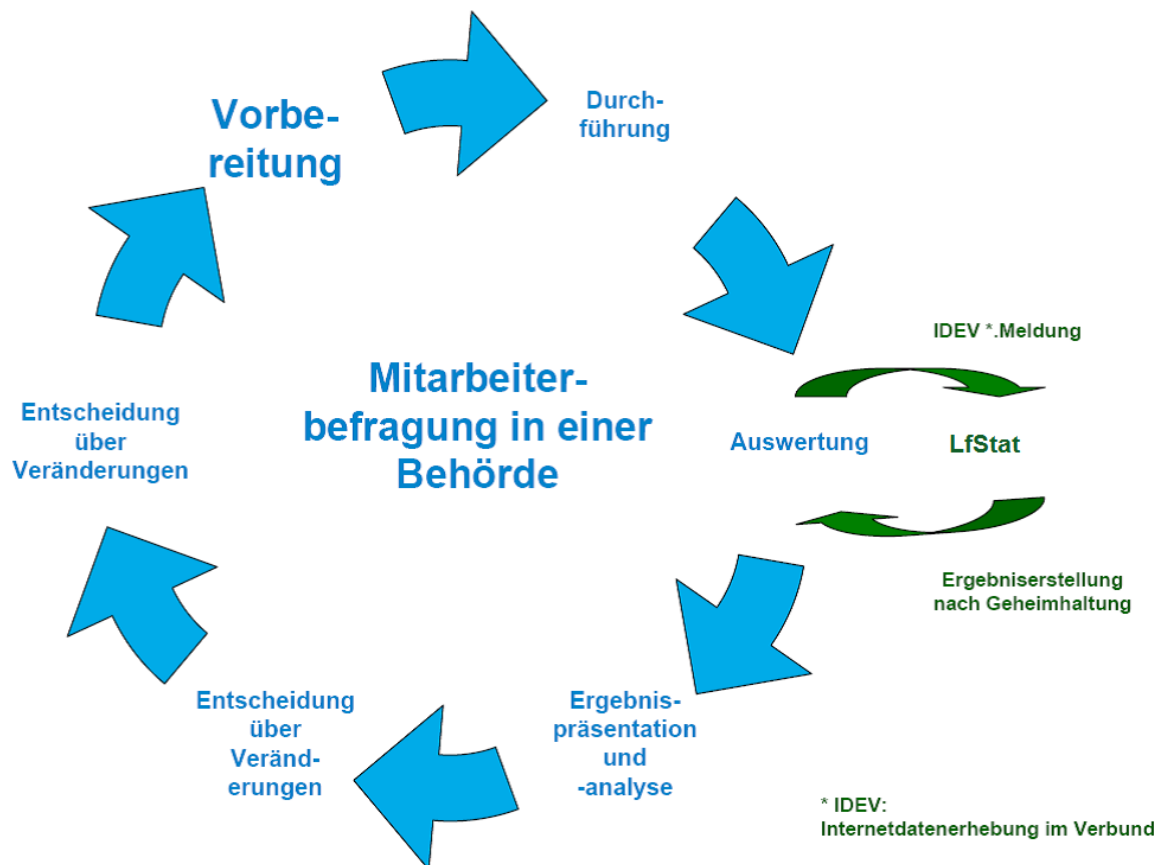 Vorbe-
reitung
Durch-
führung
IDEV *.Meldung
Mitarbeiter-
befragung in einer
Behörde
Auswertung
LfStat
Ergebniserstellung
nach Geheimhaltung
Ergebnis-
präsentation
und
-analyse
Entscheidung
über
Veränd-
erungen
Entscheidung
über
Veränderungen
* IDEV:
Internetdatenerhebung im Verbund